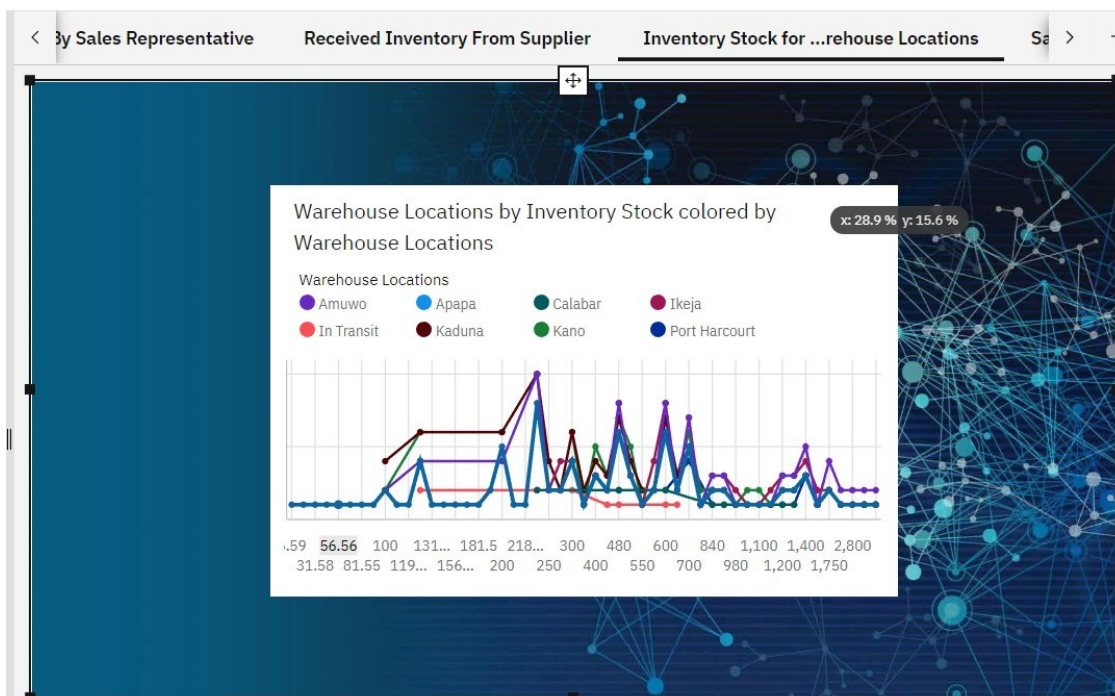 By Sales Representative Received Inventory From Supplier Inventory Stock for ...rehouse Locations Sa
x: 28.9 % y: 15.6 %
Warehouse Locations by Inventory Stock colored by
Warehouse Locations
Warehouse Locations
Amuwo Apapa Calabar Ikeja
In Transit Kaduna Kano Port Harcourt
.59 56.56 100 131... 181.5 218... 300 480 600 840 1,100 1,400 2,800
31.58 81.55 119... 156... 200 250 400 550 700 980 1,200 1,750